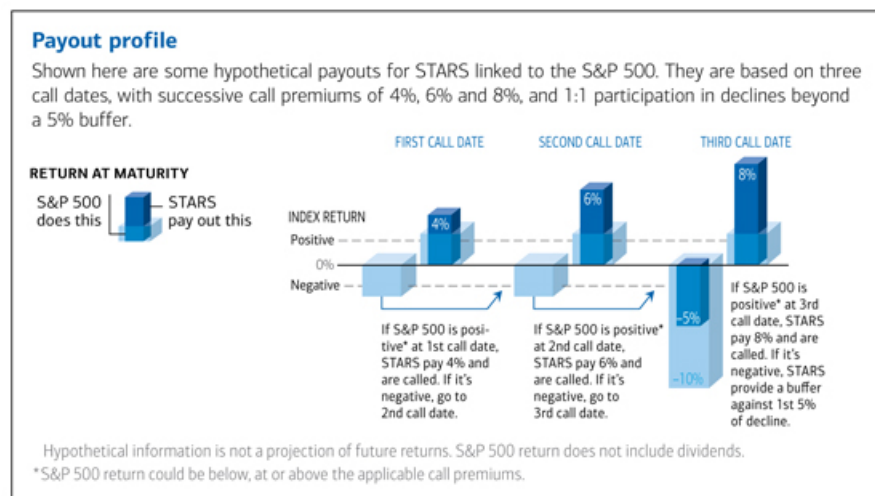 Payout profile
Shown here are some hypothetical payouts for STARS linked to the S&P 500. They are based on three
call dates, with successive call premiums of 4%, 6% and 8%, and 1:1 participation in declines beyond
a 5% buffer.
RETURN AT MATURITY
S&P 500
does this
STARS
pay out this
FIRST CALL DATE
SECOND CALL DATE
THIRD CALL DATE
INDEX RETURN
Positive
0%
Negative
4%
6%
8%
–5%
–10%
If S&P 500 is posi-
tive* at 1st call date,
STARS pay 4% and
are called. If it's
negative, go to
2nd call date.
If S&P 500 is positive*
at 2nd call date,
STARS pay 6% and
are called. If it's
negative, go to
3rd call date.
If S&P 500 is
positive* at 3rd
call date, STARS
pay 8% and are
called. If it's
negative, STARS
provide a buffer
against 1st 5%
of decline.
Hypothetical information is not a projection of future returns. S&P 500 return does not include dividends.
*S&P 500 return could be below, at or above the applicable call premiums.